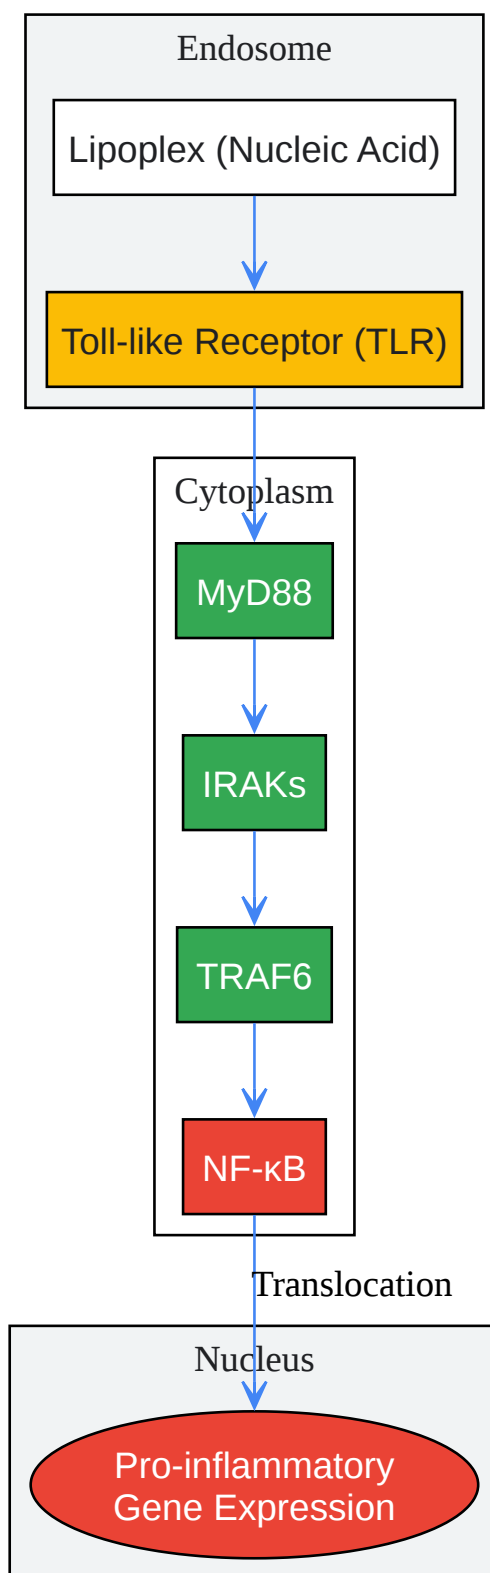 Endosome
Lipoplex (Nucleic Acid)
Toll-like Receptor (TLR)
Cytoplasm
MyD88
IRAKs
TRAF6
NF-κB
Translocation
Nucleus
Pro-inflammatory
Gene Expression